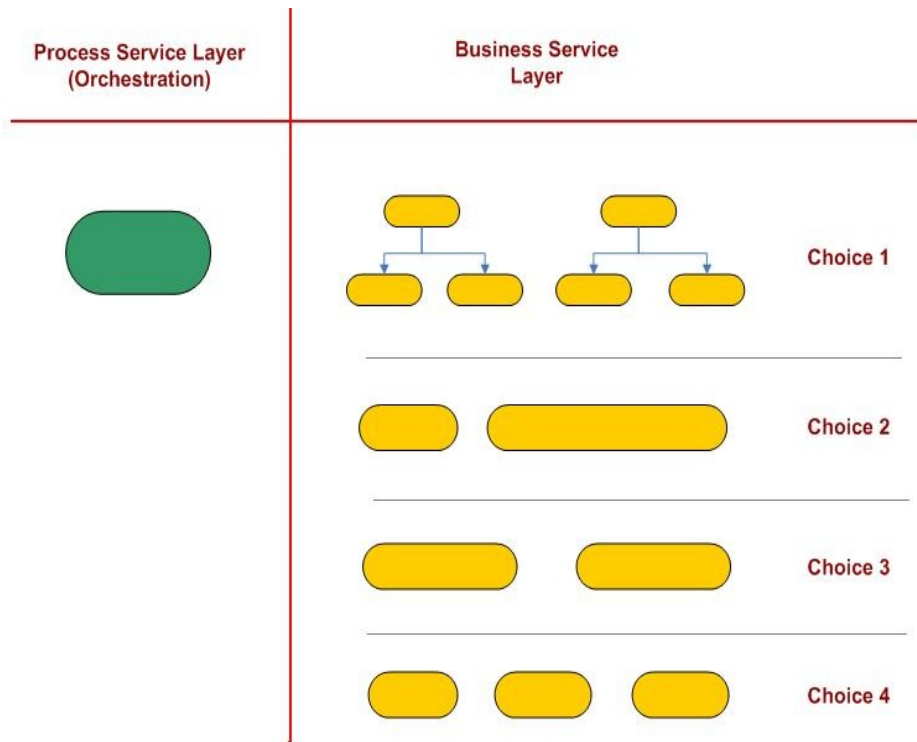 Process Service Layer
(Orchestration)
Business Service
Layer
Choice 1
Choice 2
Choice 3
Choice 4